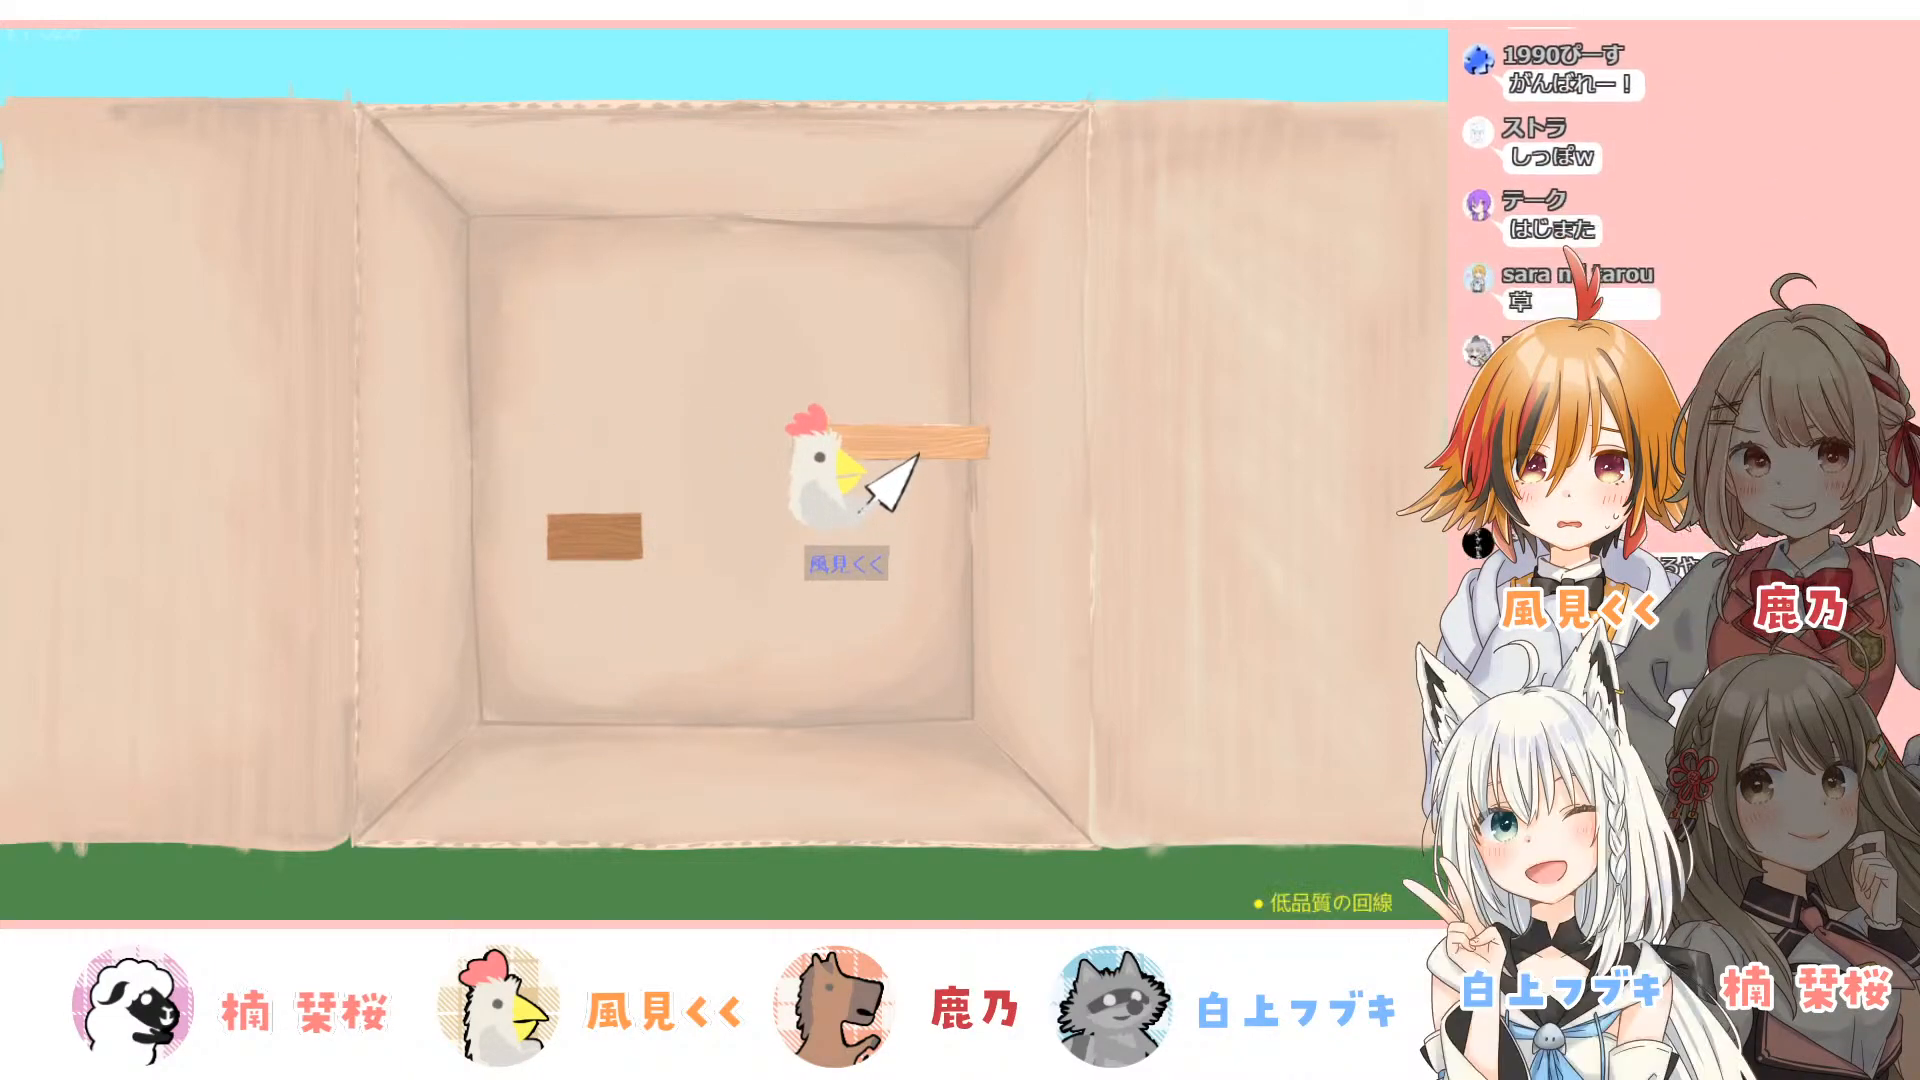 1990ぴーす
がんばれー！
ストラ
しっぽw
テーク
はじまた
草
風見くく
風見くく
鹿乃
低品質の回線
白上フブキ
楠 栞桜
楠 栞桜
風見くく
鹿乃
白上フブキ